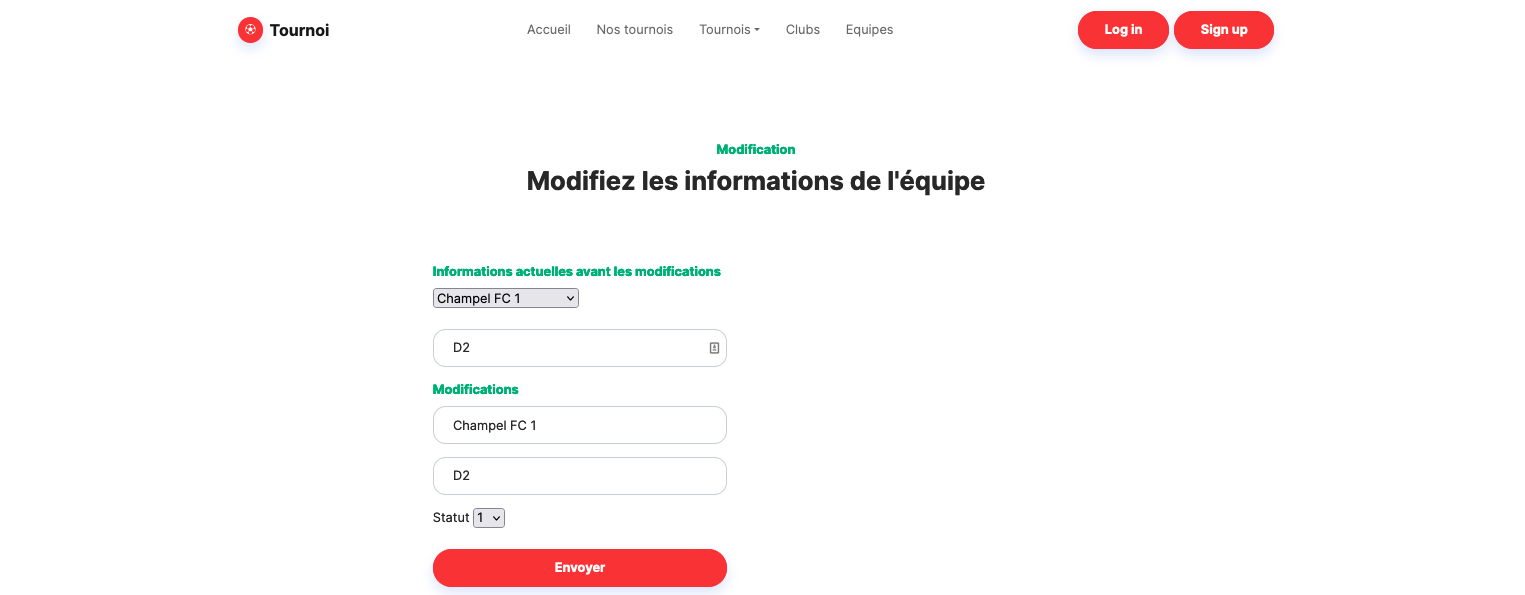 Tournoi
Accueil
Nos tournois
Tournois
Clubs
Equipes
Log in
Sign up
Modification
Modifiez les informations de l'équipe
Informations actuelles avant les modifications
Champel FC 1
D2
Modifications
Champel FC 1
D2
Statut 1
Envoyer